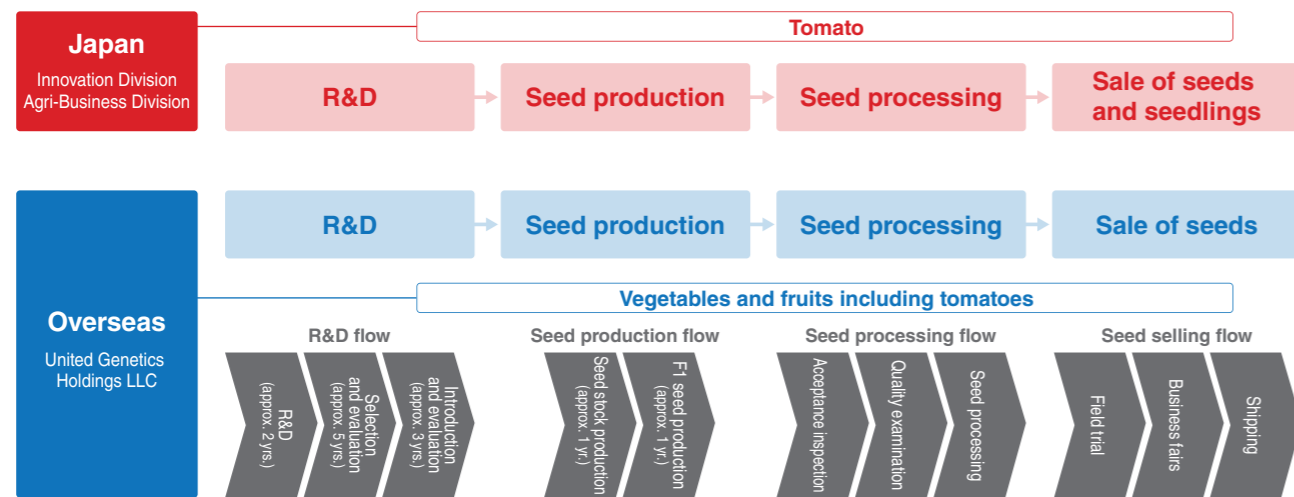 Japan
Innovation Division
Agri-Business Division
Tomato
R&D
Seed production
Seed processing
Sale of seeds
and seedlings
Overseas
United Genetics
Holdings LLC
R&D
Seed production
Seed processing
Sale of seeds
Vegetables and fruits including tomatoes
R&D flow
R&D
(approx. 2 yrs.)
Selection
and evaluation
(approx. 5 yrs.)
Introduction
and evaluation
(approx. 3 yrs.)
Seed production flow
Seed stock production
(approx. 1 yr.)
F1 seed production
(approx. 1 yr.)
Seed processing flow
Acceptance inspection
Quality examination
Seed processing
Seed selling flow
Field trial
Business fairs
Shipping